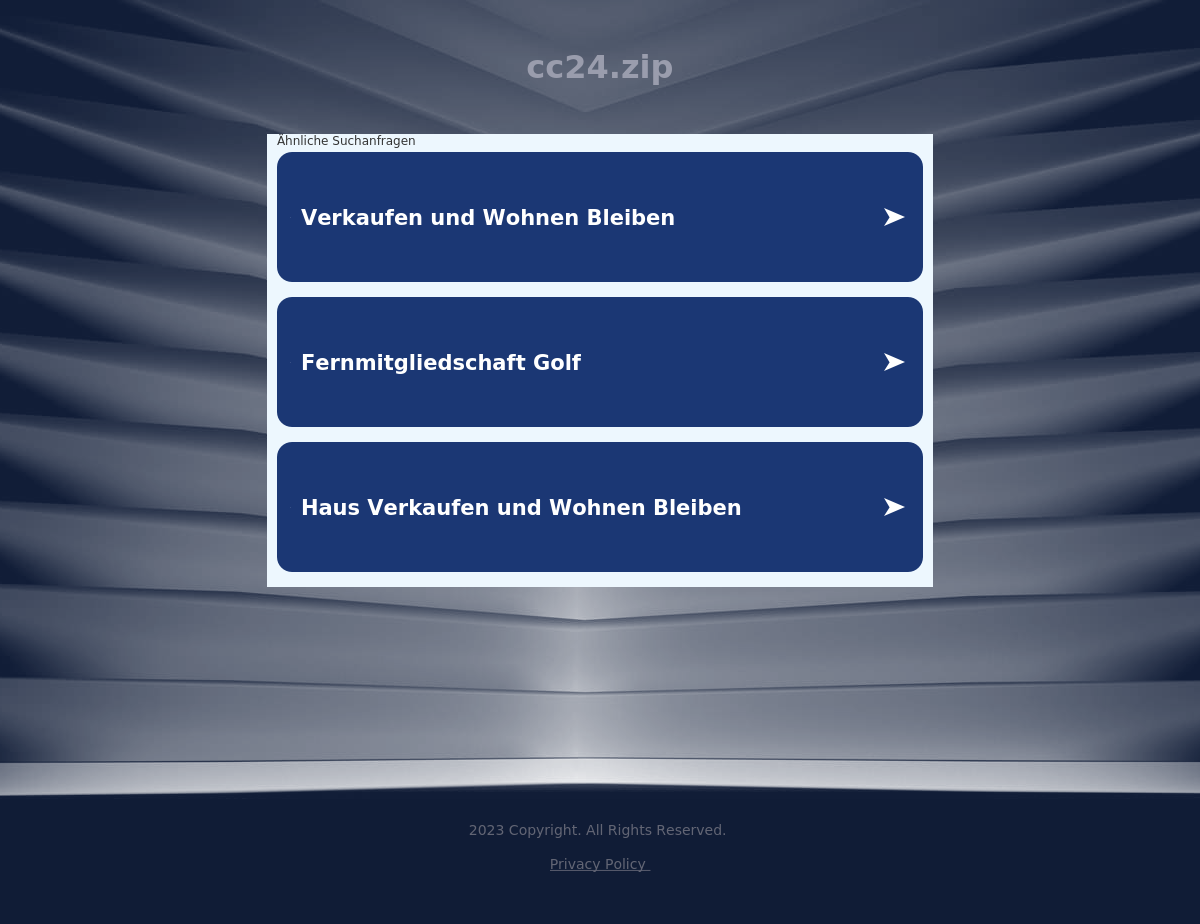 cc24.zip
Ähnliche Suchanfragen
Verkaufen und Wohnen Bleiben
Fernmitgliedschaft Golf
Haus Verkaufen und Wohnen Bleiben
2023 Copyright. All Rights Reserved.
Privacy Policy